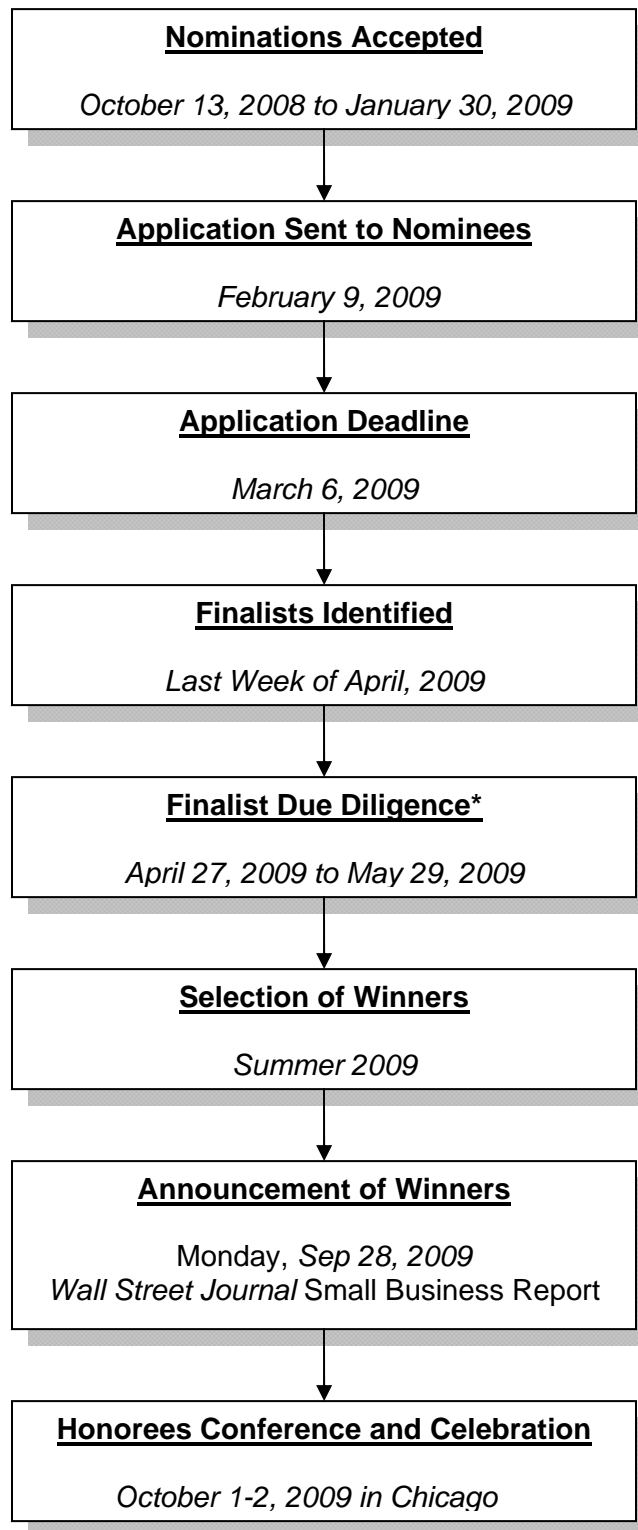 Nominations Accepted
October 13, 2008 to January 30, 2009
Application Sent to Nominees
February 9, 2009
Application Deadline
March 6, 2009
Finalists Identified
Last Week of April, 2009
Finalist Due Diligence*
April 27, 2009 to May 29, 2009
Selection of Winners
Summer 2009
Announcement of Winners
Monday, Sep 28, 2009
Wall Street Journal Small Business Report
Honorees Conference and Celebration
October 1-2, 2009 in Chicago